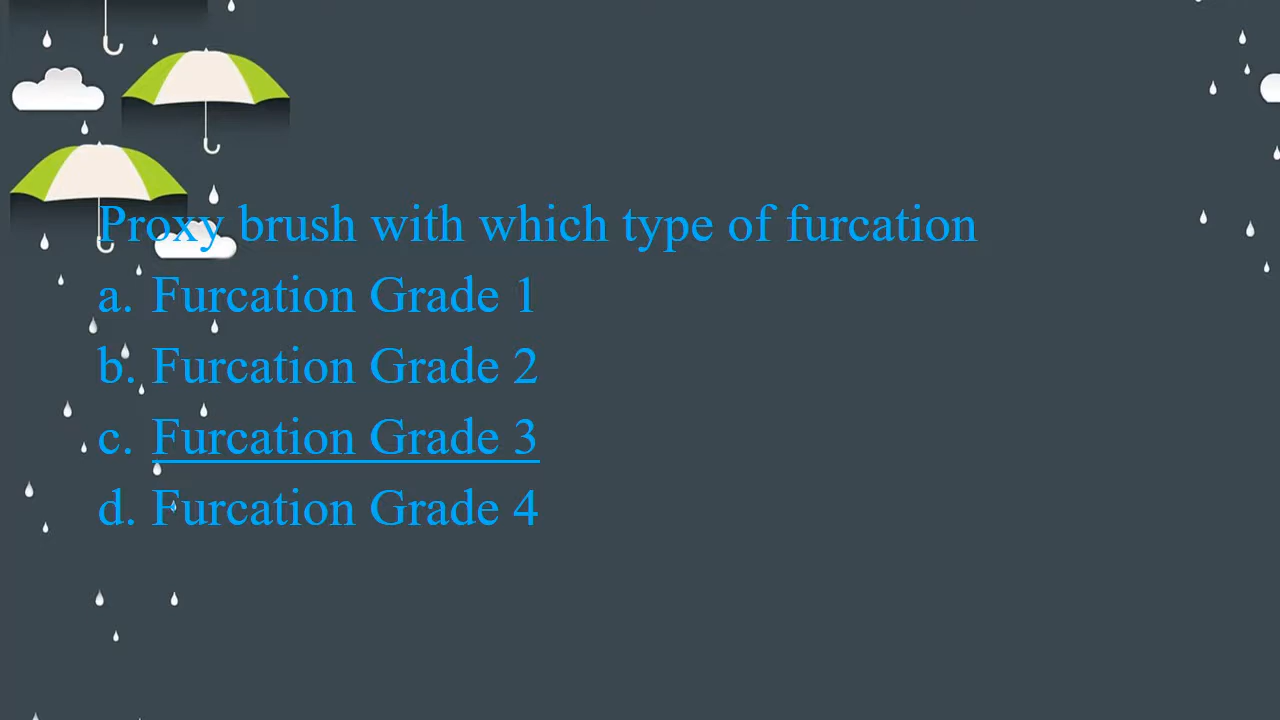 Proxy brush with which type of furcation
a. Furcation Grade 1
b. Furcation Grade 2
c. Furcation Grade 3
d. Furcation Grade 4